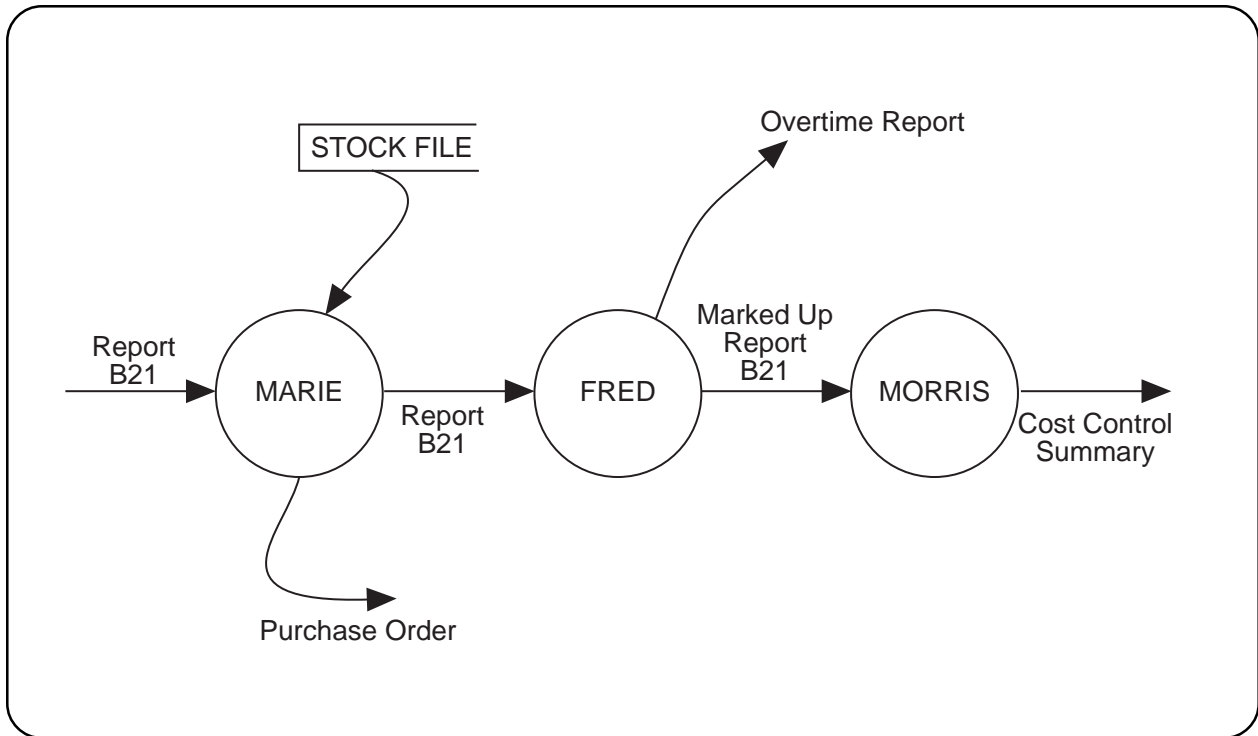 Overtime Report
STOCK FILE
Report
B21
MARIE
Report
B21
FRED
Marked Up
Report
B21
MORRIS
Cost Control
Summary
Purchase Order